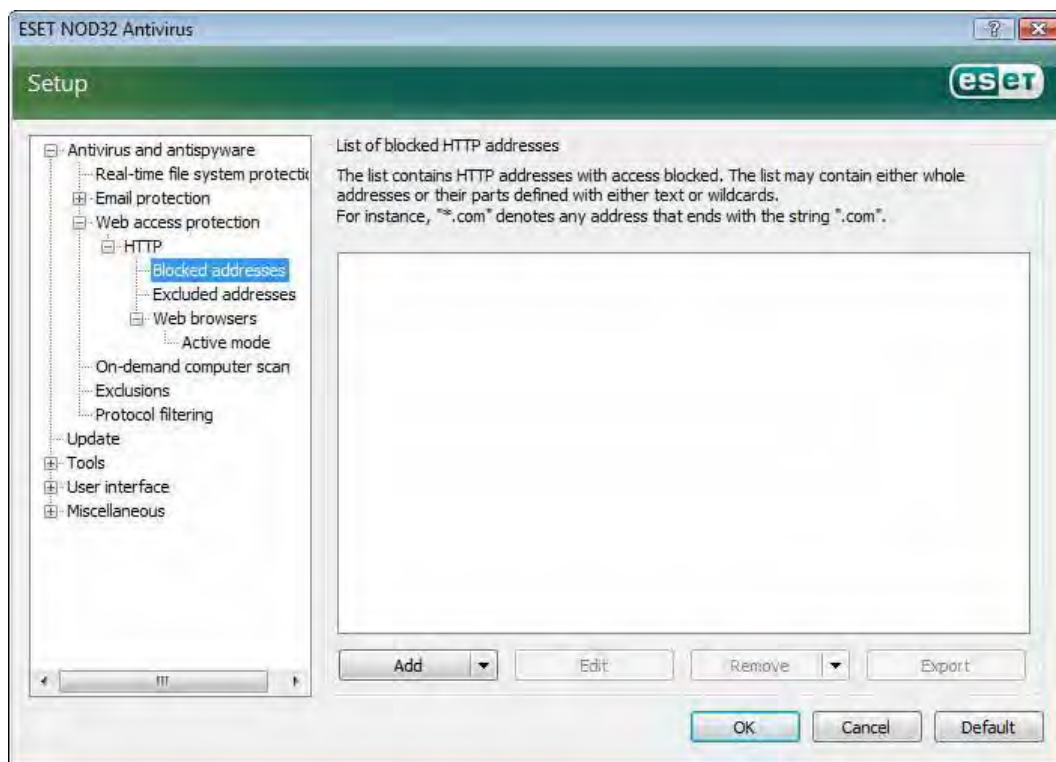 ESET NOD32 Antivirus
Setup
eseT
Antivirus and antispyware
Real-time file system protectic
Email protection
Web access protection
HTTP
Blocked addresses
Excluded addresses
Web browsers
Active mode
On-demand computer scan
Exclusions
Protocol filtering
Update
Tools
User interface
Miscellaneous
List of blocked HTTP addresses
The list contains HTTP addresses with access blocked. The list may contain either whole
addresses or their parts defined with either text or wildcards.
For instance, "*.com" denotes any address that ends with the string ".com".
Add
Edit
Remove
Export
OK
Cancel
Default